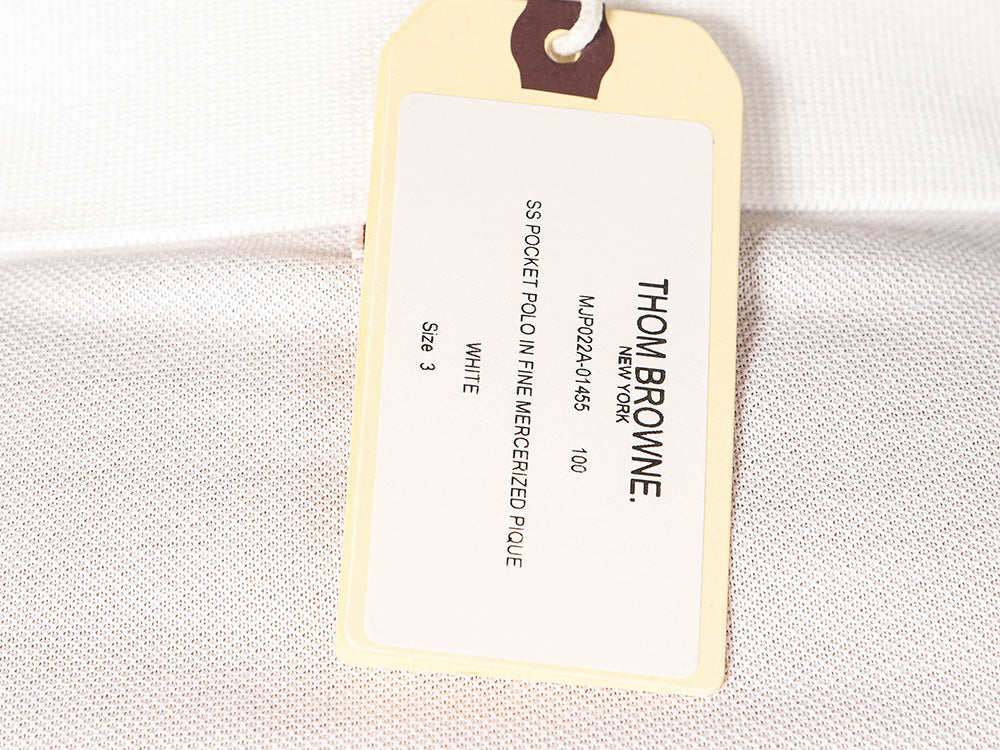 THOM BROWNE.
NEW YORK
MJP022A-01455 100
SS POCKET POLO IN FINE MERCERIZED PIQUE
WHITE
Size 3